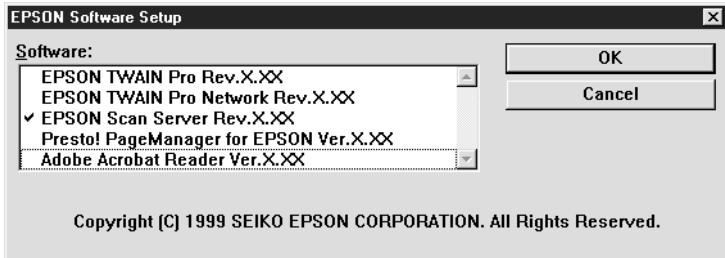 EPSON Software Setup
Software:
EPSON TWAIN Pro Rev.X.XX
EPSON TWAIN Pro Network Rev.X.XX
✓ EPSON Scan Server Rev.X.XX
Presto! PageManager for EPSON Ver.X.XX
Adobe Acrobat Reader Ver.X.XX
OK
Cancel
Copyright (C) 1999 SEIKO EPSON CORPORATION. All Rights Reserved.